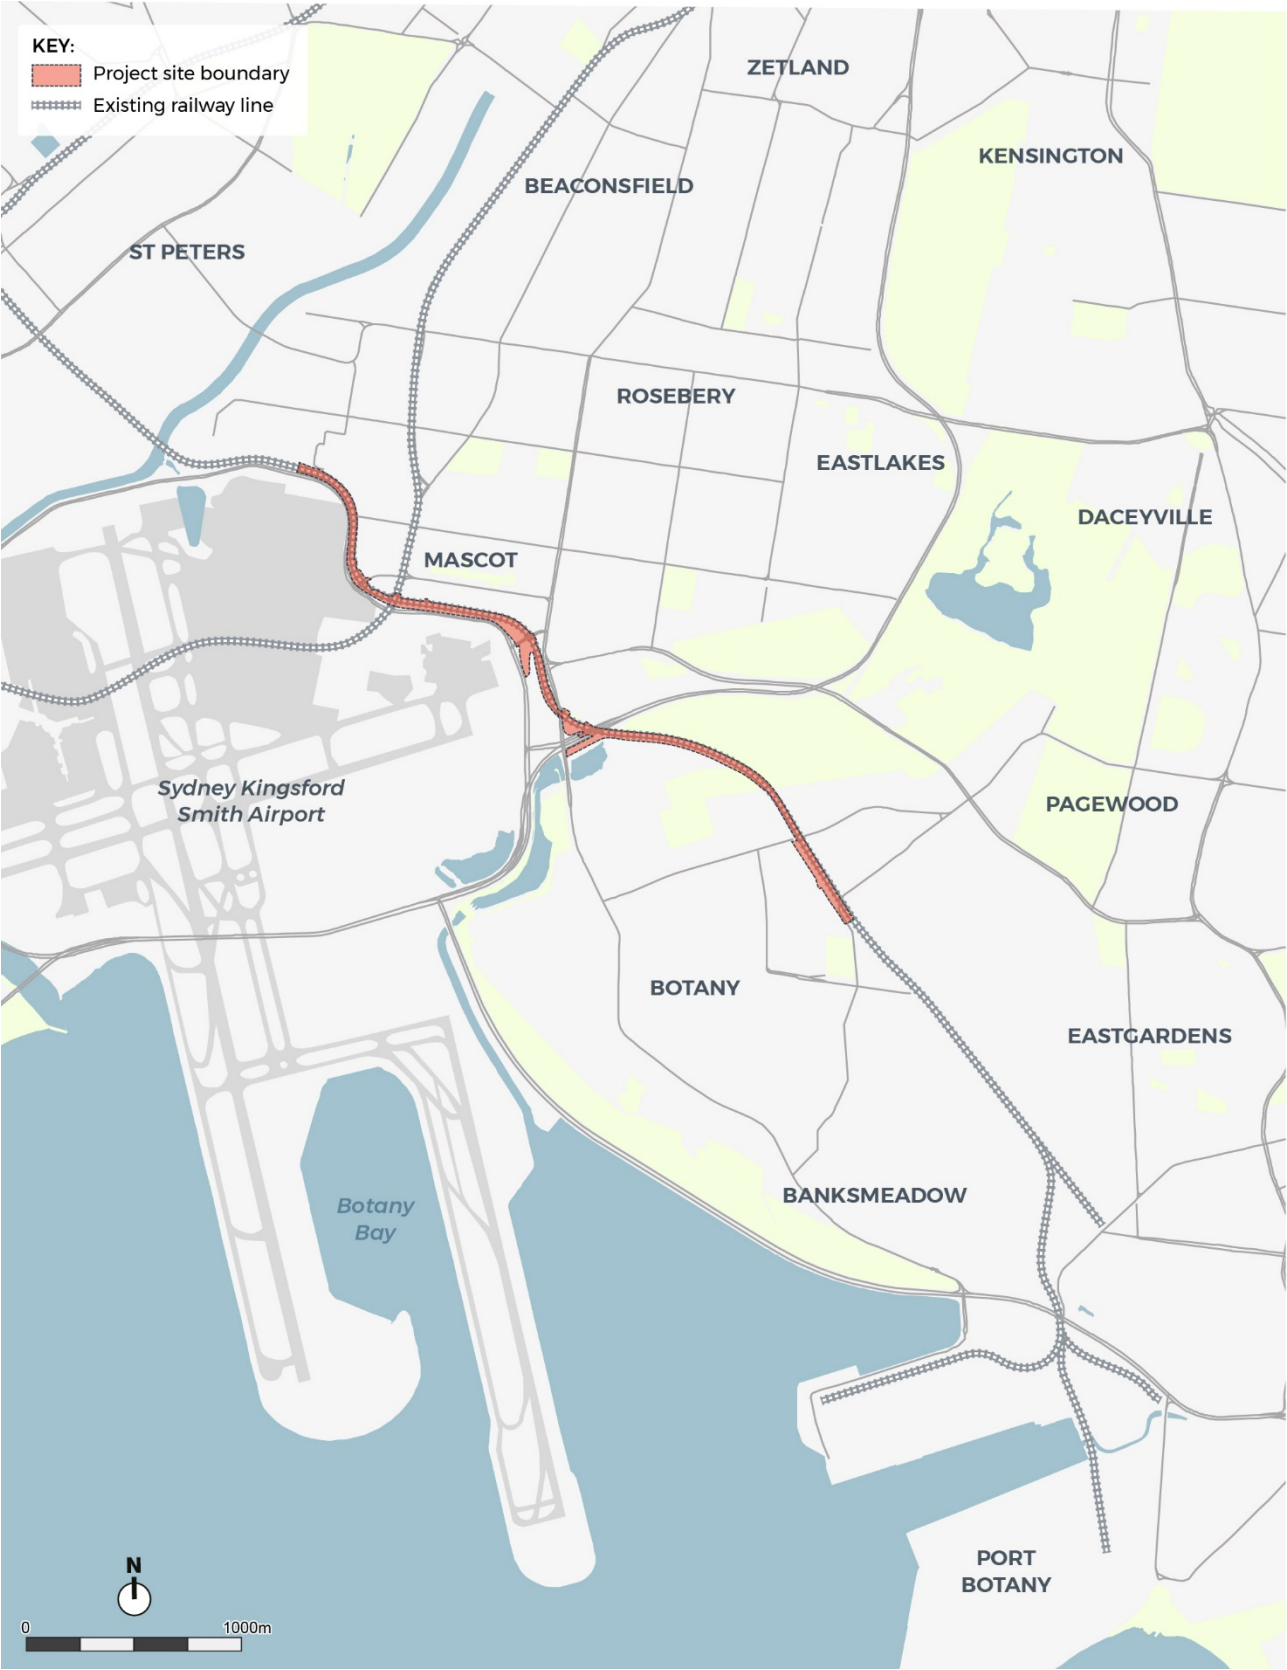 KEY:
Project site boundary
Existing railway line
ZETLAND
KENSINGTON
BEACONSFIELD
ST PETERS
ROSEBERY
EASTLAKES
DACEYVILLE
MASCOT
Sydney Kingsford
Smith Airport
PAGEWOOD
BOTANY
EASTGARDENS
BANKSMEADOW
Botany
Bay
PORT
BOTANY
N
0 1000m